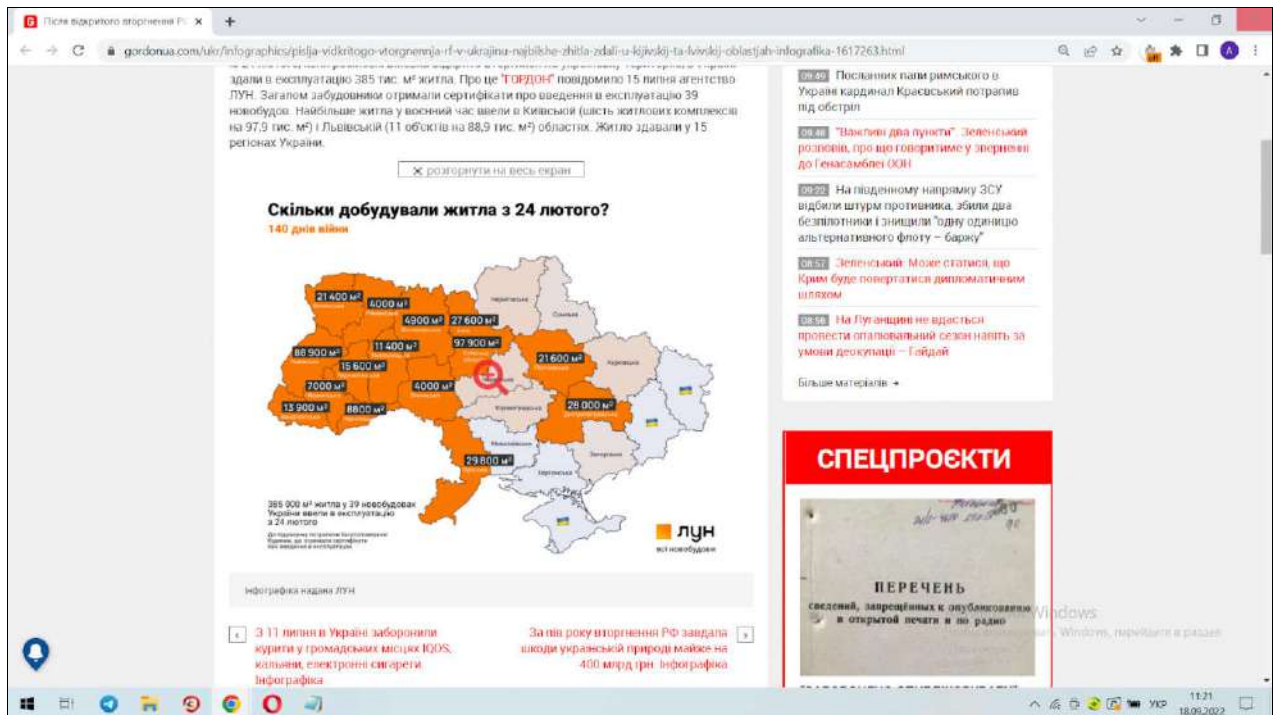 Після відкритого вторгнення Р
gordonua.com/ukr/infographics/pislja-vidkritogo-vtorgnennja-rf-v-ukrajinu-najbilshe-zhitla-zdali-u-kijivskij-ta-lvivskij-oblastjah-infografika-1617263.html
здали в експлуатацію 385 тис. м² житла. Про це "ГОРДОН" повідомило 15 липня агентство
ЛУН. Загалом забудовники отримали сертифікати про введення в експлуатацію 39
новобудов. Найбільше житла у воєнний час ввели в Київській (шість житлових комплексів
на 97,9 тис. м²) і Львівській (11 об'єктів на 88,9 тис. м²) областях. Житло здавали у 15
регіонах України.
розгорнути на весь екран
Скільки добудували житла з 24 лютого?
140 днів війни
21 400 м²
4000 м²
4900 м²
27 600 м²
Чернігівська
Сумська
88 900 м²
11 400 м²
97 900 м²
21 600 м²
Харківська
15 600 м²
7000 м²
4000 м²
13 900 м²
8800 м²
Кіровоградська
28 000 м²
Миколаївська
29 800 м²
Запорізька
Херсонська
385 000 м² житла у 39 новобудовах
України ввели в експлуатацію
з 24 лютого
ЛУН
всі новобудови
Інфографіка надана ЛУН
З 11 липня в Україні заборонили
курити у громадських місцях IQOS,
кальяни, електронні сигарети.
Інфографіка
За пів року вторгнення РФ завдала
шкоди українській природі майже на
400 млрд грн. Інфографіка
09:49 Посланник папи римського в
Україні кардинал Краєвський потрапив
під обстріл
09:48 "Важливі два пункти". Зеленський
розповів, про що говоритиме у зверненні
до Генасамблеї ООН
09:22 На південному напрямку ЗСУ
відбили штурм противника, збили два
безпілотники і знищили "одну одиницю
альтернативного флоту – баржу"
08:57 Зеленський: Може статися, що
Крим буде повертатися дипломатичним
шляхом
08:56 На Луганщині не вдасться
провести опалювальний сезон навіть за
умови деокупації – Гайдай
Більше матеріалів →
СПЕЦПРОЄКТИ
ПЕРЕЧЕНЬ
сведений, запрещённых к опубликованию
в открытой печати и по радио
УКР
11:21
18.09.2022